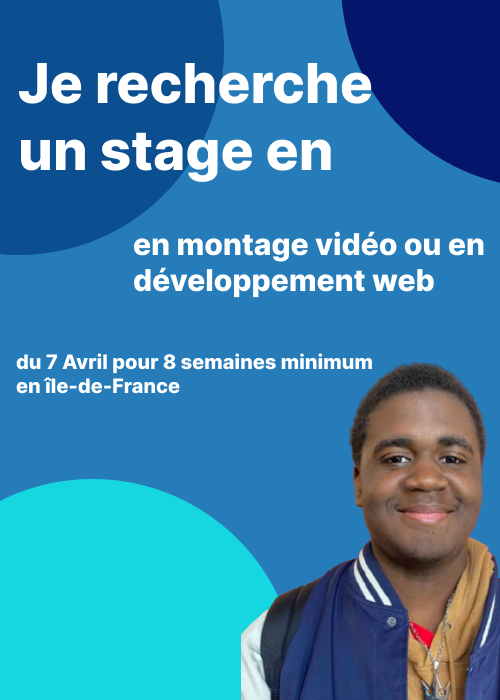 Je recherche
un stage en
en montage vidéo ou en
développement web
du 7 Avril pour 8 semaines minimum
en île-de-France